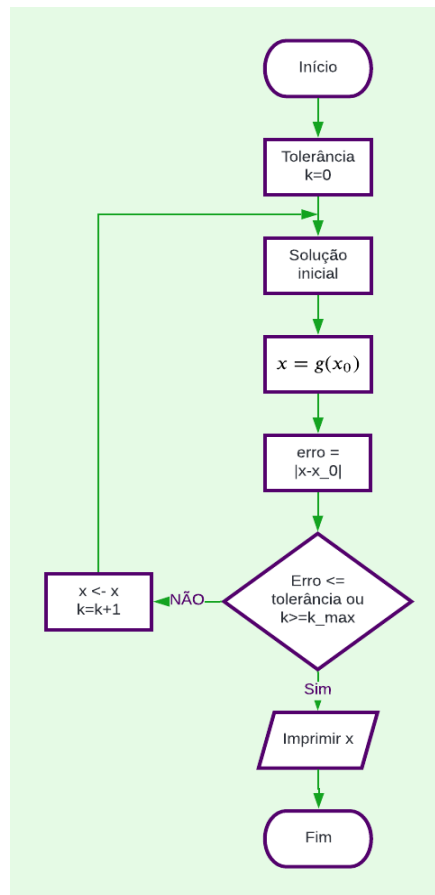 Início
Tolerância
k=0
Solução
inicial
x = g(x₀)
erro =
|x-x_0|
Erro <=
tolerância ou
k>=k_max
NÃO
x <- x
k=k+1
Sim
Imprimir x
Fim